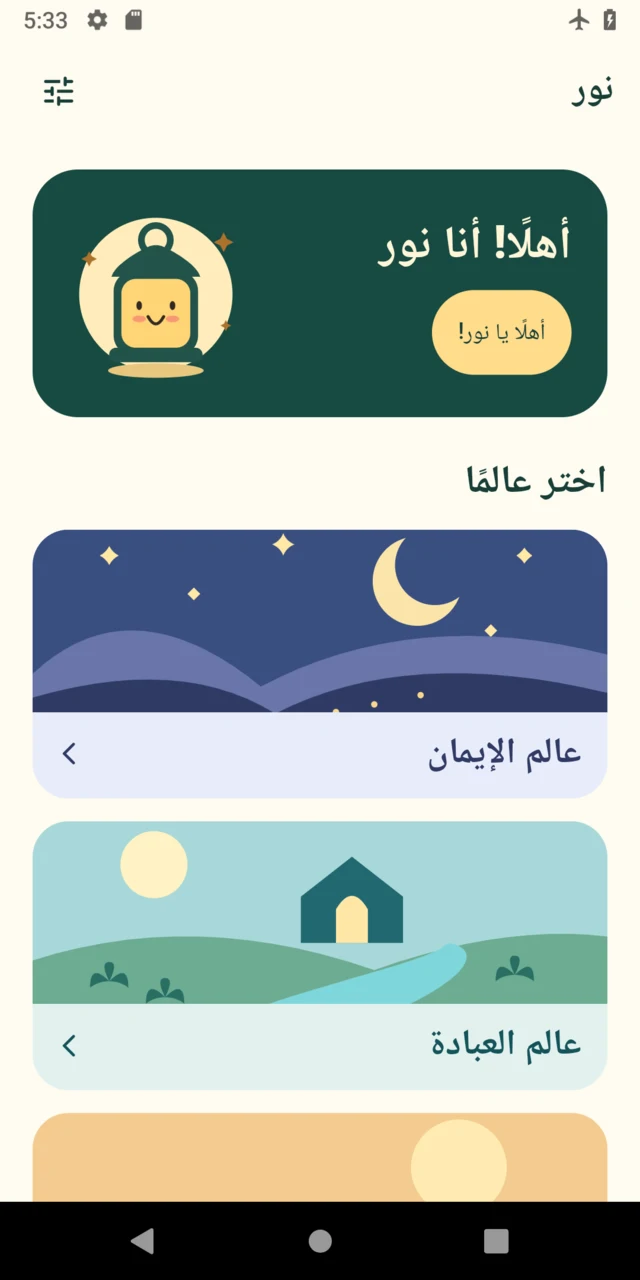 5:33
نور
أهلًا! أنا نور
أهلًا يا نور!
اختر عالمًا
عالم الإيمان
عالم العبادة